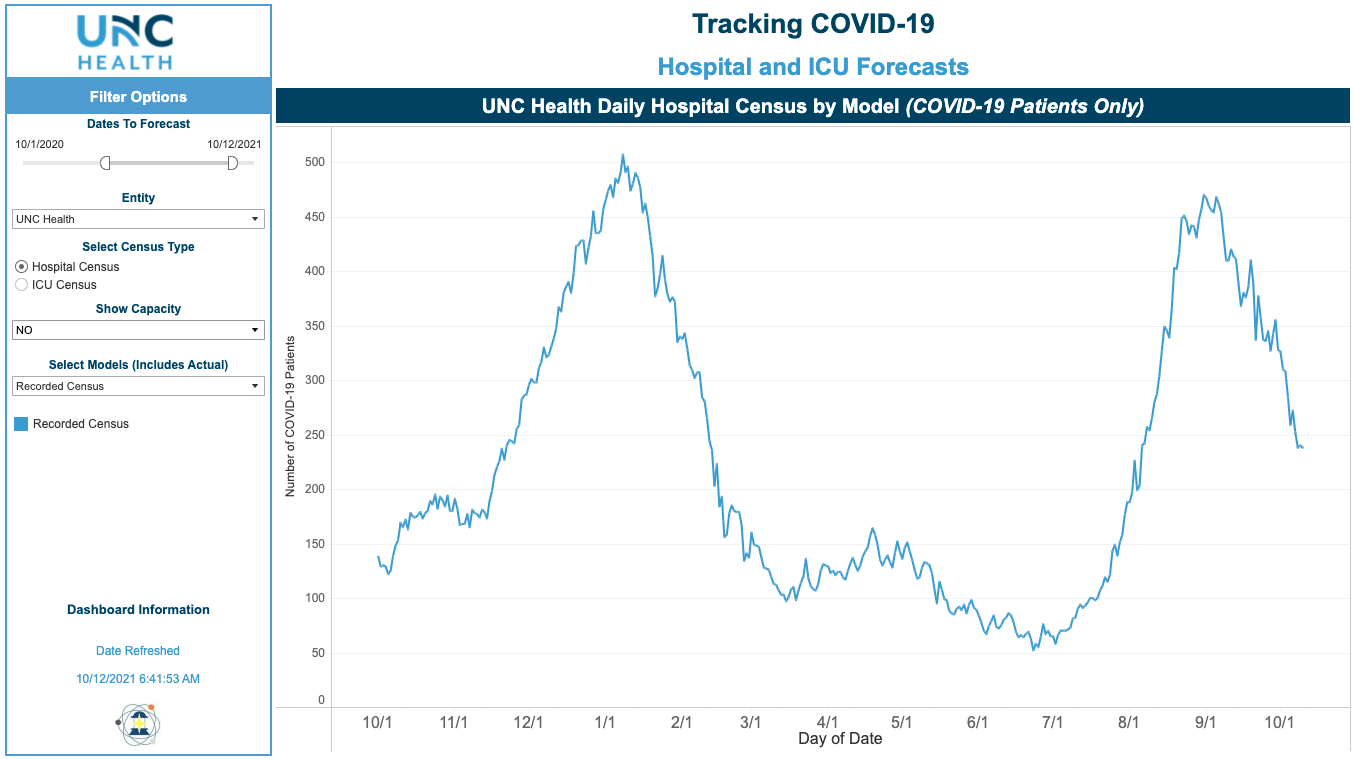 UNC
HEALTH
Filter Options
Dates To Forecast
10/1/2020 10/12/2021
Entity
UNC Health
Select Census Type
Hospital Census
ICU Census
Show Capacity
NO
Select Models (Includes Actual)
Recorded Census
Recorded Census
Dashboard Information
Date Refreshed
10/12/2021 6:41:53 AM
Tracking COVID-19
Hospital and ICU Forecasts
UNC Health Daily Hospital Census by Model (COVID-19 Patients Only)
Number of COVID-19 Patients
500
450
400
350
300
250
200
150
100
50
0
10/1 11/1 12/1 1/1 2/1 3/1 4/1 5/1 6/1 7/1 8/1 9/1 10/1
Day of Date